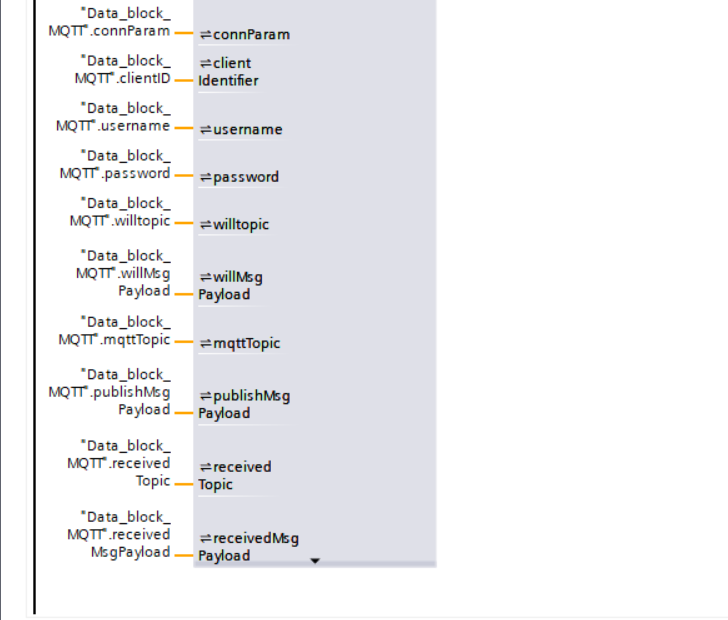 "Data_block_
MQTT".connParam
⇌connParam
"Data_block_
MQTT".clientID
⇌client
Identifier
"Data_block_
MQTT".username
⇌username
"Data_block_
MQTT".password
⇌password
"Data_block_
MQTT".willtopic
⇌willtopic
"Data_block_
MQTT".willMsg
Payload
⇌willMsg
Payload
"Data_block_
MQTT".mqttTopic
⇌mqttTopic
"Data_block_
MQTT".publishMsg
Payload
⇌publishMsg
Payload
"Data_block_
MQTT".received
Topic
⇌received
Topic
"Data_block_
MQTT".received
MsgPayload
⇌receivedMsg
Payload